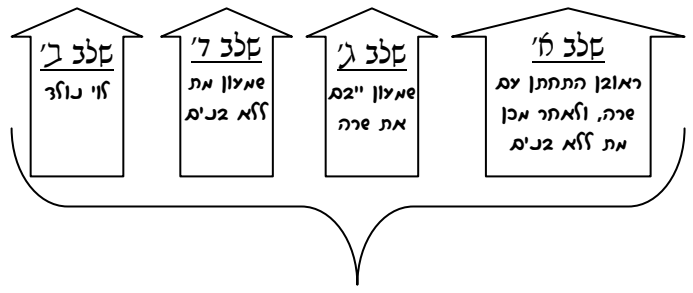 שלב א'
ראובן התחתן עם
שרה, ולאחר מכן
מת ללא בנים
שלב ג'
שמעון ייבם
את שרה
שלב ד'
שמעון מת
ללא בנים
שלב ב'
לוי נולד